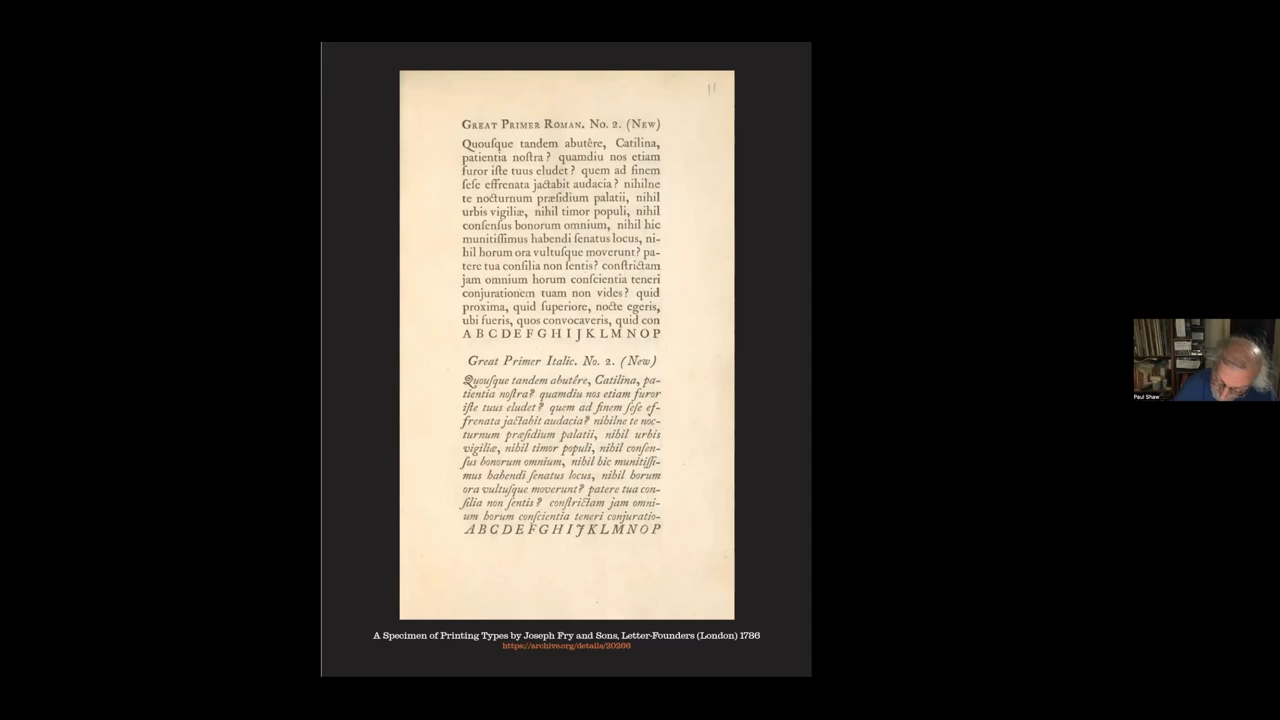 Great Primer Roman. No. 2. (New)
Quouſque tandem abutêre, Catilina,
patientia noſtra? quamdiu nos etiam
furor iſte tuus eludet? quem ad finem
ſeſe effrenata jactabit audacia? nihilne
te nocturnum præſidium palatii, nihil
urbis vigiliæ, nihil timor populi, nihil
conſenſus bonorum omnium, nihil hic
munitiſſimus habendi ſenatus locus, ni-
hil horum ora vultuſque moverunt? pa-
tere tua conſilia non ſentis? conſtrictam
jam omnium horum conſcientia teneri
conjurationem tuam non vides? quid
proxima, quid ſuperiore, nocte egeris,
ubi fueris, quos convocaveris, quid con
A B C D E F G H I J K L M N O P
Great Primer Italic. No. 2. (New)
Quouſque tandem abutêre, Catilina, pa-
tientia noſtra? quamdiu nos etiam furor
iſte tuus eludet? quem ad finem ſeſe ef-
frenata jactabit audacia? nihilne te noc-
turnum præſidium palatii, nihil urbis
vigiliæ, nihil timor populi, nihil conſen-
ſus bonorum omnium, nihil hic munitiſſi-
mus habendi ſenatus locus, nihil horum
ora vultuſque moverunt? patere tua con-
ſilia non ſentis? conſtrictam jam omni-
um horum conſcientia teneri conjuratio-
A B C D E F G H I J K L M N O P
A Specimen of Printing Types by Joseph Fry and Sons, Letter-Founders (London) 1786
https://archive.org/details/20266
Paul Shaw